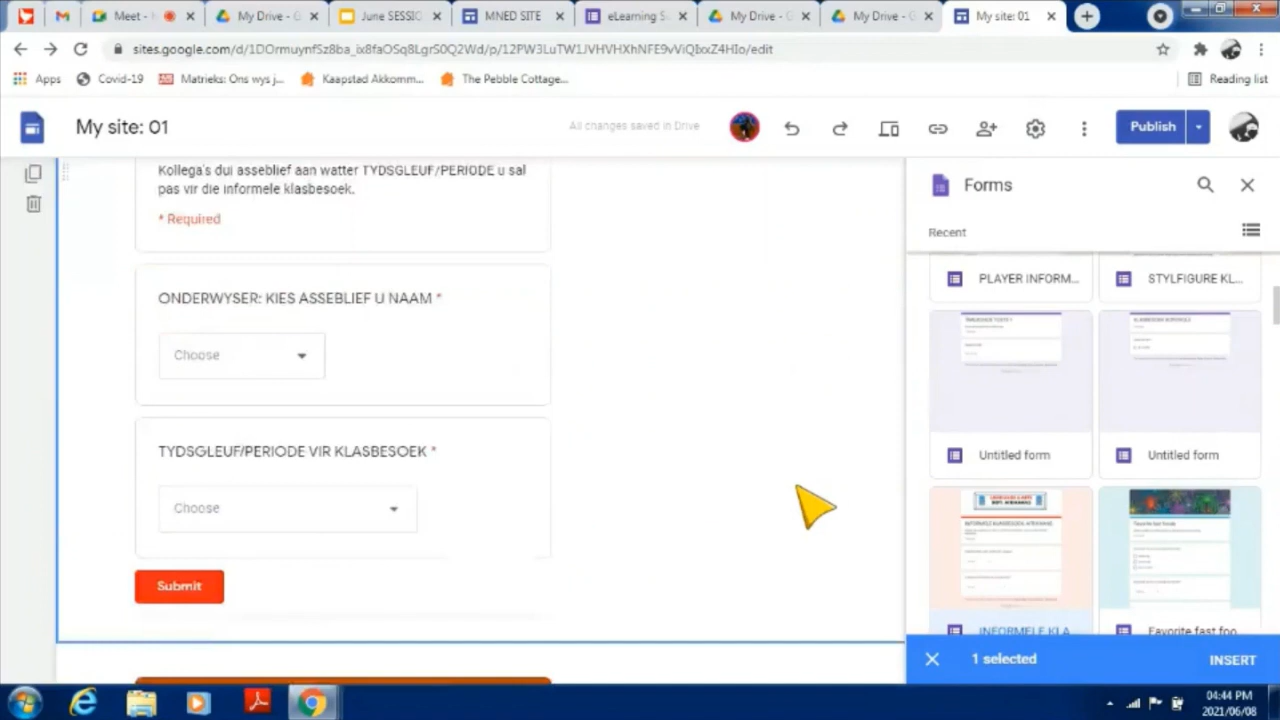 Meet -
My Drive - G
June SESSIO
MNED SITE
eLearning S
My Drive - G
My Drive - G
My site: 01
sites.google.com/d/1DOrmuynfSz8ba_ix8faOSq8LgrS0Q2Wd/p/12PW3LuTW1JVHVHXhNFE9vViQIxxZ4HIo/edit
Apps
Covid-19
Matrieks: Ons wys j...
Kaapstad Akkomm...
The Pebble Cottage...
Reading list
My site: 01
All changes saved in Drive
Publish
Kollega's dui asseblief aan watter TYDSGLEUF/PERIODE u sal
pas vir die informele klasbesoek.
* Required
ONDERWYSER: KIES ASSEBLIEF U NAAM *
Choose
TYDSGLEUF/PERIODE VIR KLASBESOEK *
Choose
Submit
Forms
Recent
PLAYER INFORM...
STYLFIGURE KL...
Untitled form
Untitled form
INFORMELE KLA
Favorite fast foo
1 selected
INSERT
04:44 PM
2021/06/08